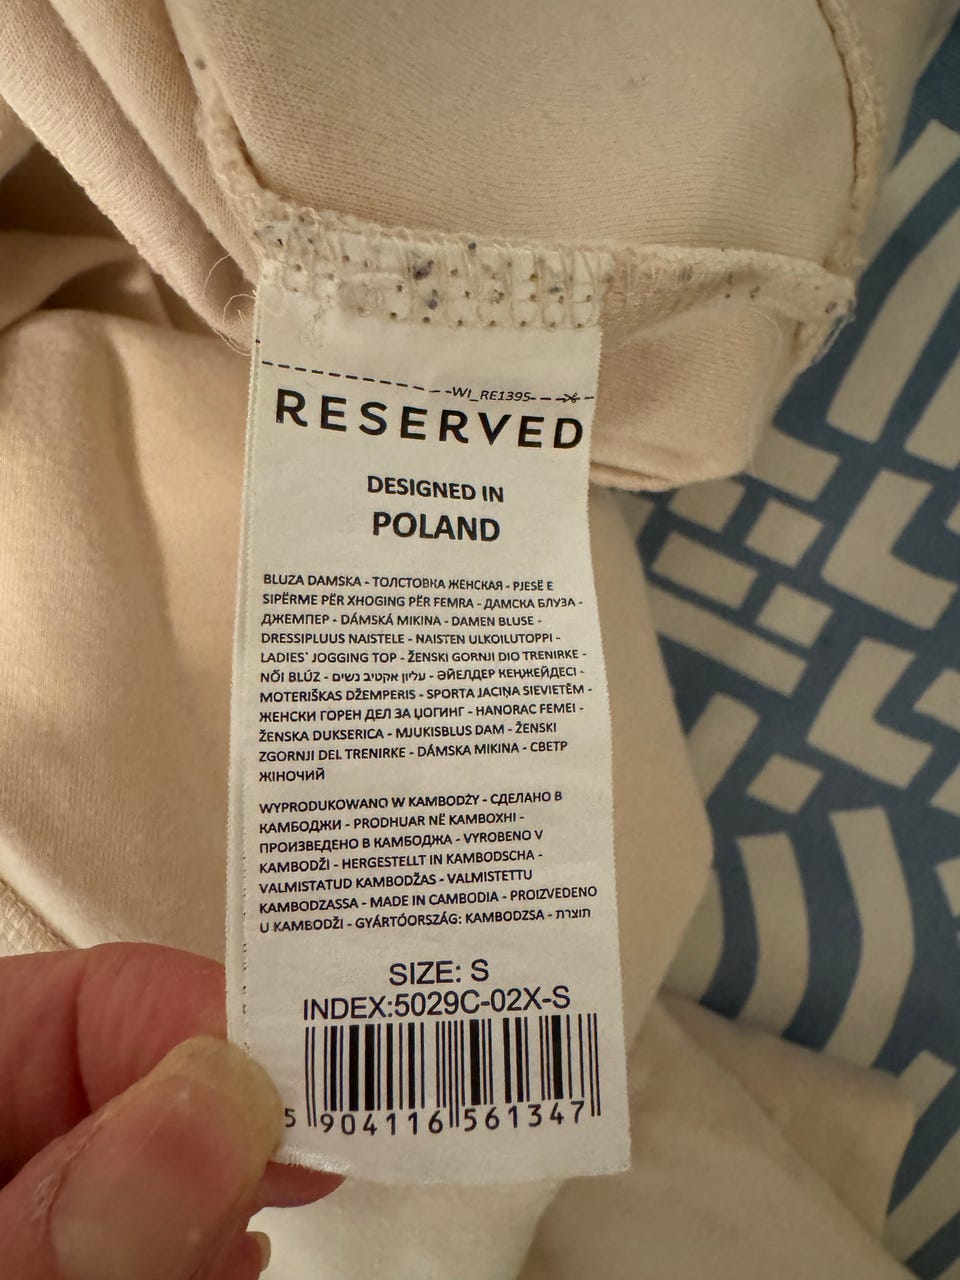 -WI_RE1395-
RESERVED
DESIGNED IN
POLAND
BLUZA DAMSKA - ТОЛСТОВКА ЖЕНСКАЯ - PJESË E
SIPËRME PËR XHOGING PËR FEMRA - ДАМСКА БЛУЗА -
ДЖЕМПЕР - DÁMSKÁ MIKINA - DAMEN BLUSE -
DRESSIPLUUS NAISTELE - NAISTEN ULKOILUTOPPI -
LADIES` JOGGING TOP - ŽENSKI GORNJI DIO TRENIRKE -
NŐI BLÚZ - עליון אקטיב נשים - ӘЙЕЛДЕР КЕҢЖЕЙДЕСІ -
MOTERIŠKAS DŽEMPERIS - SPORTA JACIŅA SIEVIETĒM -
ЖЕНСКИ ГОРЕН ДЕЛ ЗА ЏОГИНГ - HANORAC FEMEI -
ŽENSKA DUKSERICA - MJUKISBLUS DAM - ŽENSKI
ZGORNJI DEL TRENIRKE - DÁMSKA MIKINA - СВЕТР
ЖІНОЧИЙ
WYPRODUKOWANO W KAMBODŻY - СДЕЛАНО В
КАМБОДЖИ - PRODHUAR NË KAMBOXHI -
ПРОИЗВЕДЕНО В КАМБОДЖА - VYROBENO V
KAMBODŽI - HERGESTELLT IN KAMBODSCHA -
VALMISTATUD KAMBODŽAS - VALMISTETTU
KAMBODZASSA - MADE IN CAMBODIA - PROIZVEDENO
U KAMBODŽI - GYÁRTÓORSZÁG: KAMBODZSA - תוצרת
SIZE: S
INDEX:5029C-02X-S
5 904116 561347